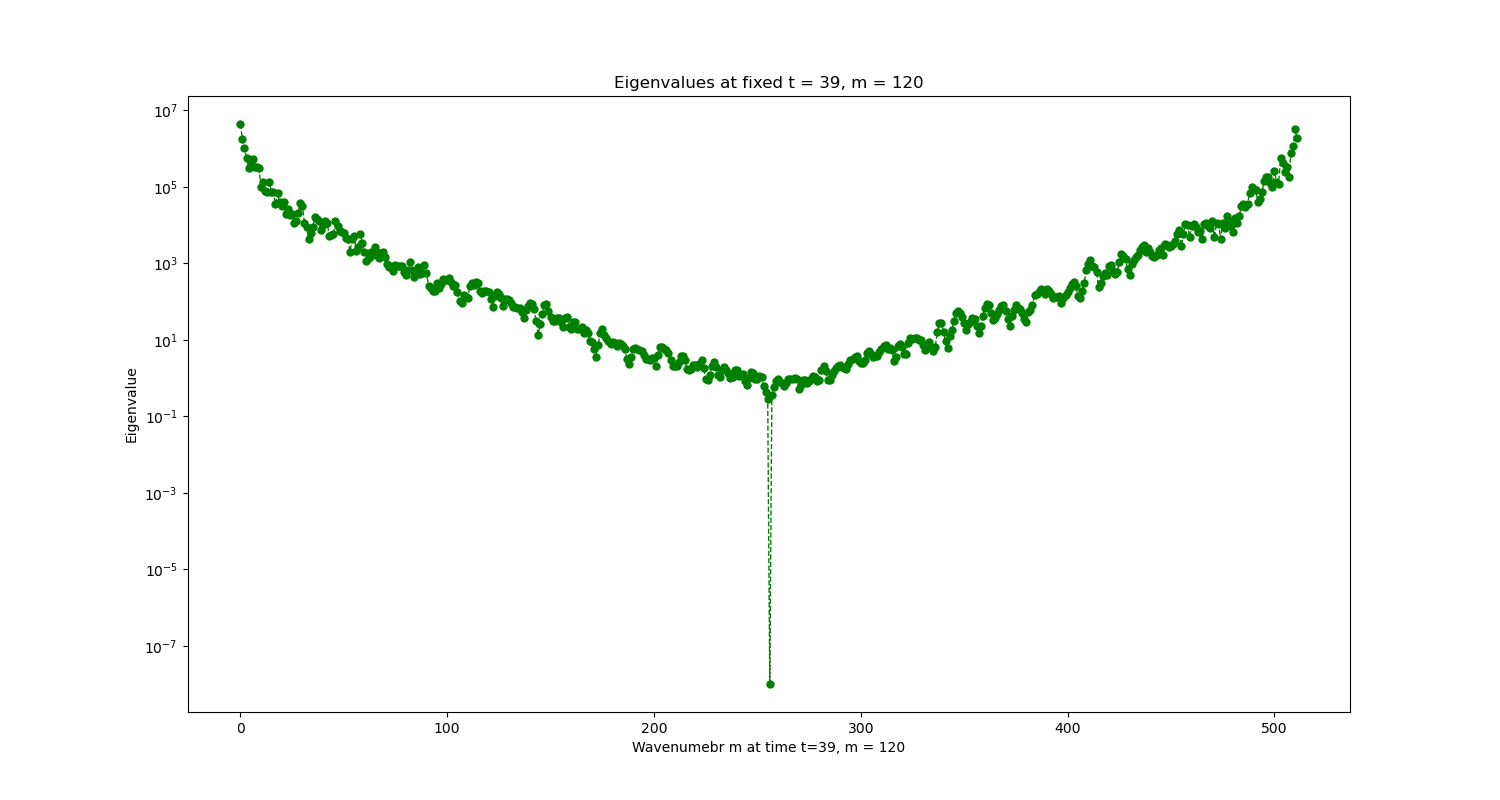 Eigenvalues at fixed t = 39, m = 120
10⁷
10⁵
10³
10¹
10⁻¹
10⁻³
10⁻⁵
10⁻⁷
Eigenvalue
0 100 200 300 400 500
Wavenumebr m at time t=39, m = 120